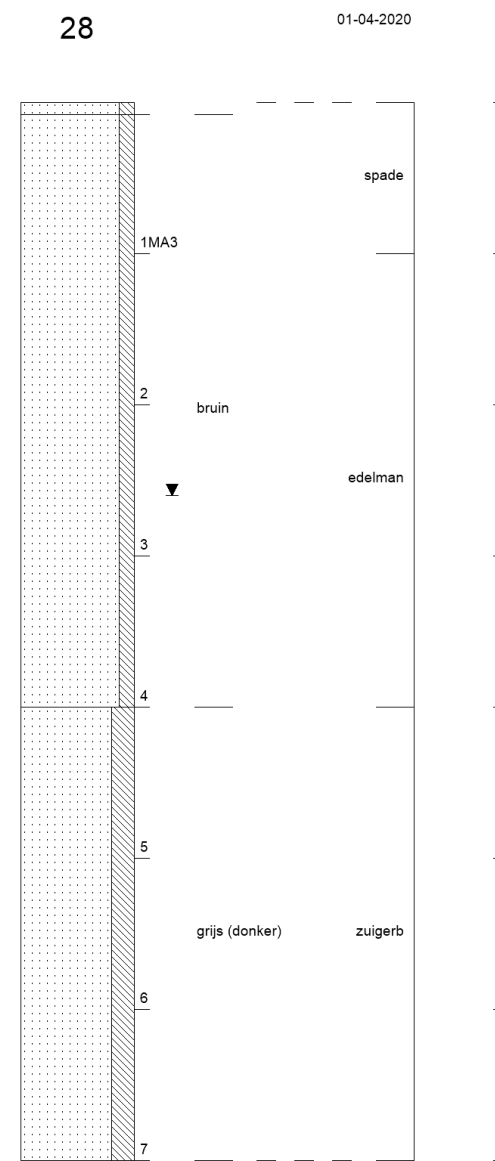 28
01-04-2020
spade
1MA3
2
bruin
edelman
3
4
5
grijs (donker)
zuigerb
6
7